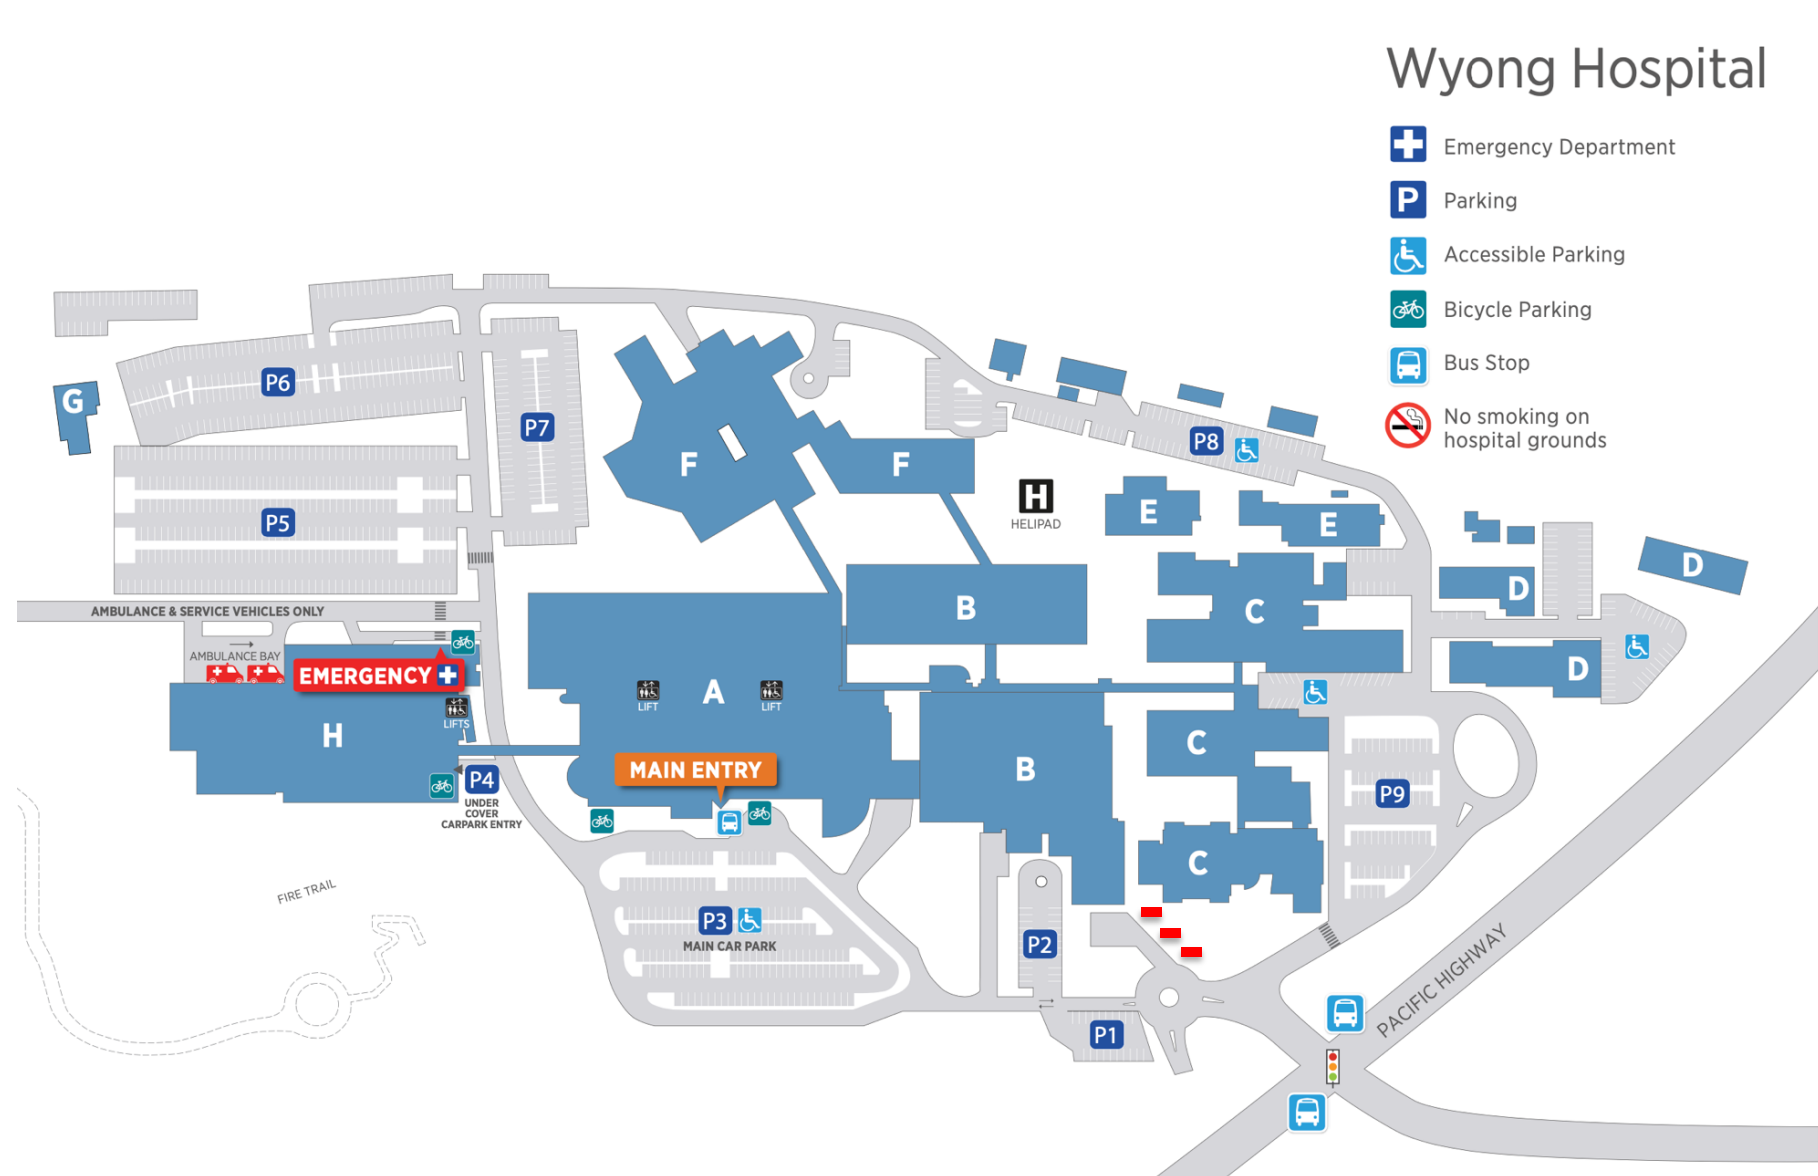 Wyong Hospital
Emergency Department
P
Parking
Accessible Parking
Bicycle Parking
Bus Stop
No smoking on
hospital grounds
G
P6
P7
P5
F
F
P8
H
HELIPAD
E
E
D
D
D
AMBULANCE & SERVICE VEHICLES ONLY
AMBULANCE BAY
EMERGENCY
LIFTS
H
P4
UNDER
COVER
CARPARK ENTRY
A
LIFT
LIFT
MAIN ENTRY
B
B
C
C
C
P9
FIRE TRAIL
P3
MAIN CAR PARK
P2
P1
PACIFIC HIGHWAY